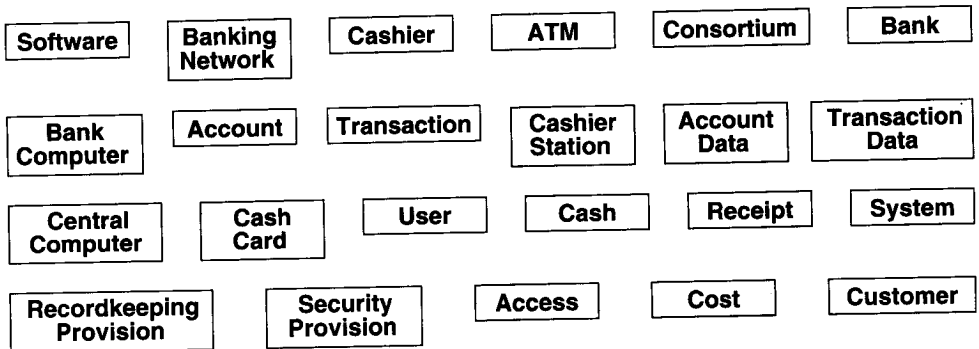 Software
Banking
Network
Cashier
ATM
Consortium
Bank
Bank
Computer
Account
Transaction
Cashier
Station
Account
Data
Transaction
Data
Central
Computer
Cash
Card
User
Cash
Receipt
System
Recordkeeping
Provision
Security
Provision
Access
Cost
Customer